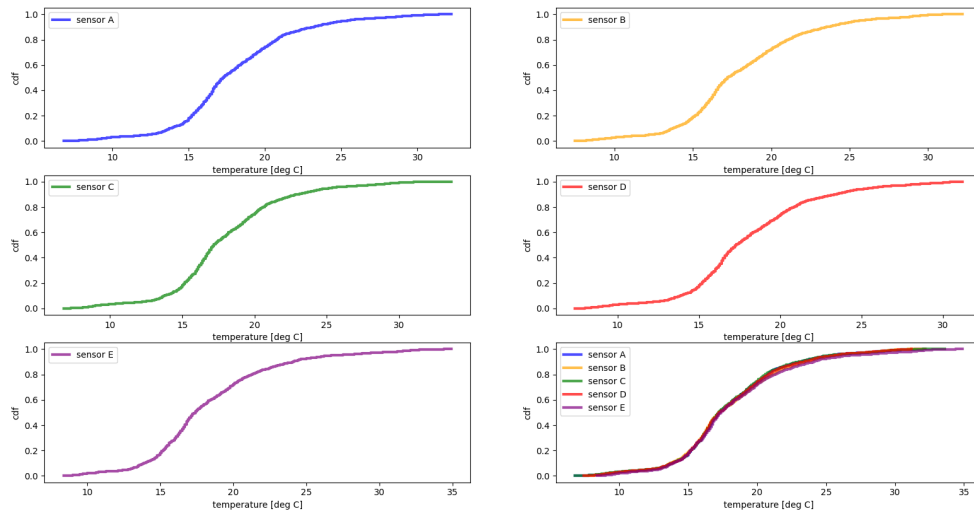 sensor A
1.0
0.8
0.6
0.4
0.2
0.0
cdf
10 15 20 25 30
temperature [deg C]
sensor B
1.0
0.8
0.6
0.4
0.2
0.0
cdf
10 15 20 25 30
temperature [deg C]
sensor C
1.0
0.8
0.6
0.4
0.2
0.0
cdf
10 15 20 25 30
temperature [deg C]
sensor D
1.0
0.8
0.6
0.4
0.2
0.0
cdf
10 15 20 25 30
temperature [deg C]
sensor E
1.0
0.8
0.6
0.4
0.2
0.0
cdf
10 15 20 25 30 35
temperature [deg C]
sensor A
sensor B
sensor C
sensor D
sensor E
1.0
0.8
0.6
0.4
0.2
0.0
cdf
10 15 20 25 30 35
temperature [deg C]